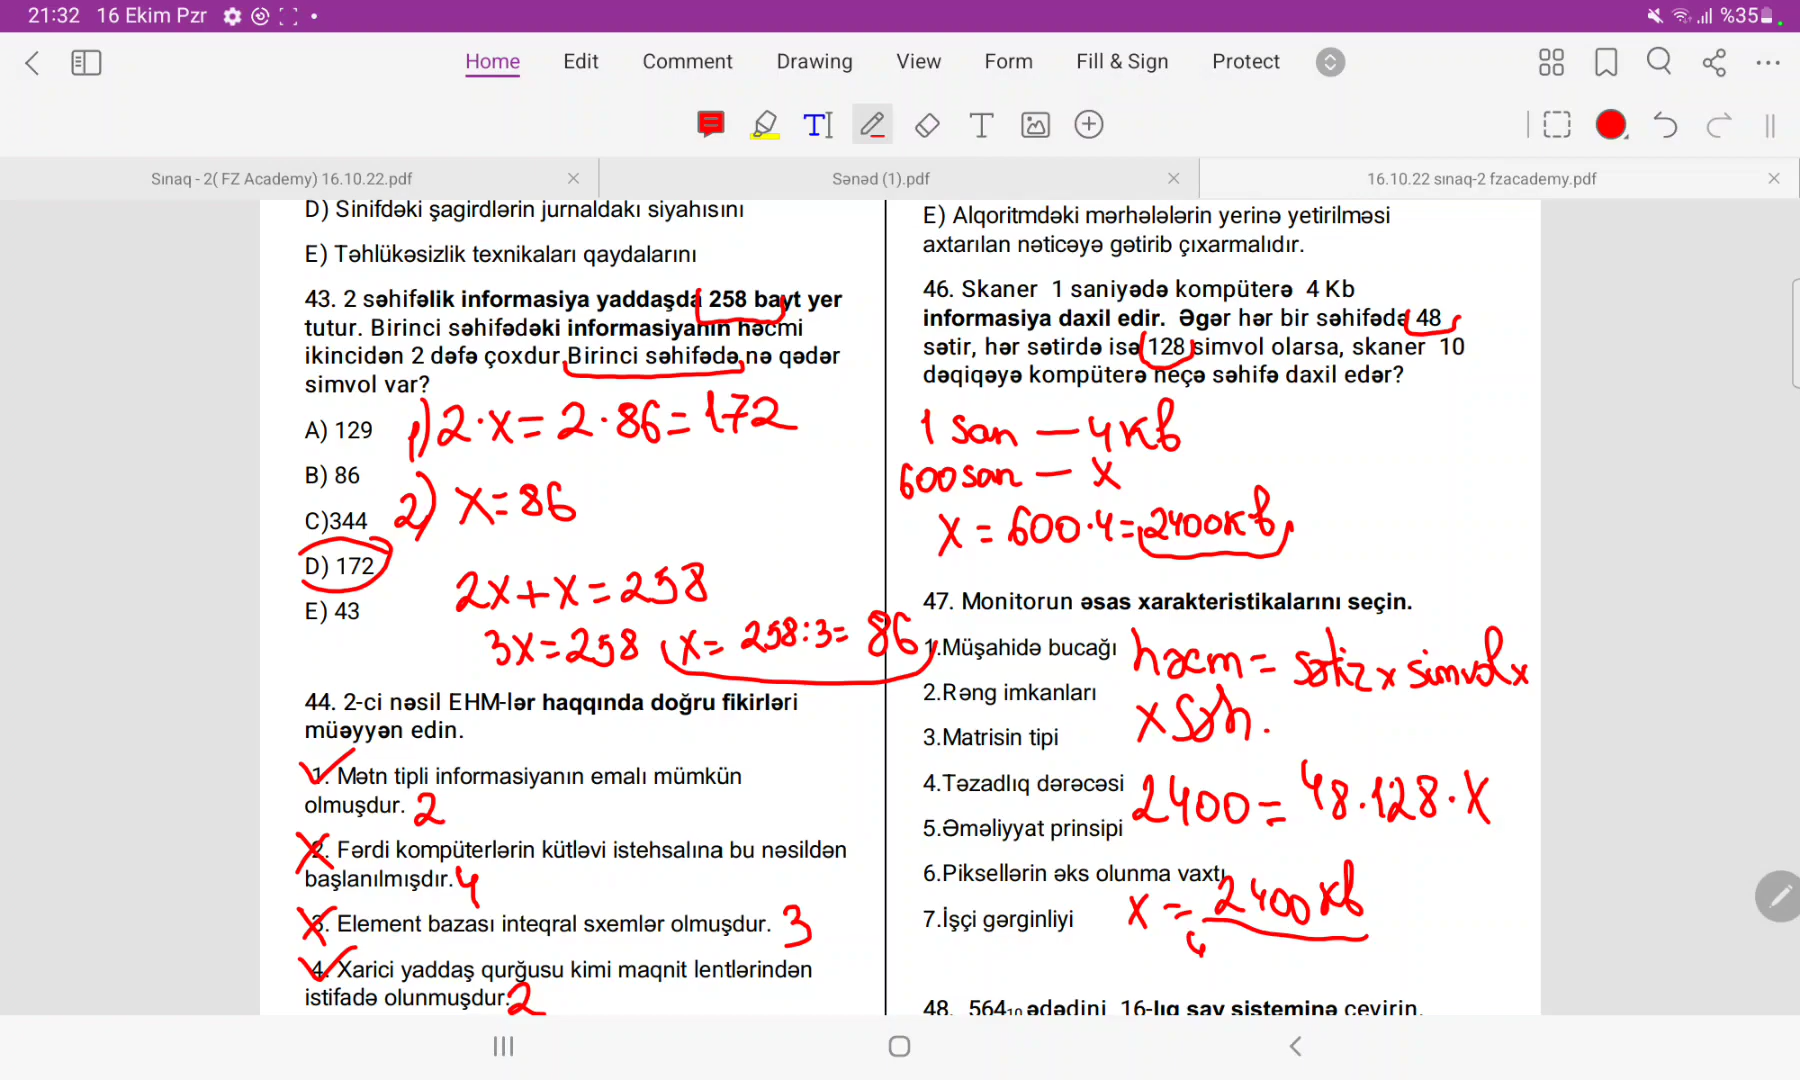 21:32 16 Ekim Pzr %35
Home Edit Comment Drawing View Form Fill & Sign Protect
Sınaq - 2( FZ Academy) 16.10.22.pdf
Sənəd (1).pdf
16.10.22 sınaq-2 fzacademy.pdf
D) Sinifdəki şagirdlərin jurnaldakı siyahısını
E) Təhlükəsizlik texnikaları qaydalarını
43. 2 səhifəlik informasiya yaddaşda 258 bayt yer
tutur. Birinci səhifədəki informasiyanın həcmi
ikincidən 2 dəfə çoxdur.Birinci səhifədə nə qədər
simvol var?
A) 129
1) 2·x=2·86=172
B) 86
2) x=86
C)344
D) 172
2x+x=258
E) 43
3x=258 x=258:3=86
44. 2-ci nəsil EHM-lər haqqında doğru fikirləri
müəyyən edin.
1. Mətn tipli informasiyanın emalı mümkün
olmuşdur. 2
2. Fərdi kompüterlərin kütləvi istehsalına bu nəsildən
başlanılmışdır. 4
3. Element bazası inteqral sxemlər olmuşdur. 3
4. Xarici yaddaş qurğusu kimi maqnit lentlərindən
istifadə olunmuşdur. 2
E) Alqoritmdəki mərhələlərin yerinə yetirilməsi
axtarılan nəticəyə gətirib çıxarmalıdır.
46. Skaner 1 saniyədə kompüterə 4 Kb
informasiya daxil edir. Əgər hər bir səhifədə 48
sətir, hər sətirdə isə 128 simvol olarsa, skaner 10
dəqiqəyə kompüterə neçə səhifə daxil edər?
1 san — 4Kb
600san — x
x=600·4=2400Kb
47. Monitorun əsas xarakteristikalarını seçin.
1.Müşahidə bucağı
həcm = sətir x simvol x
2.Rəng imkanları
x səh.
3.Matrisin tipi
4.Təzadlıq dərəcəsi
2400=48·128·x
5.Əməliyyat prinsipi
6.Piksellərin əks olunma vaxtı
x = 2400Kb
7.İşçi gərginliyi
4
48. 564₁₀ ədədini 16-lıq say sisteminə çevirin.